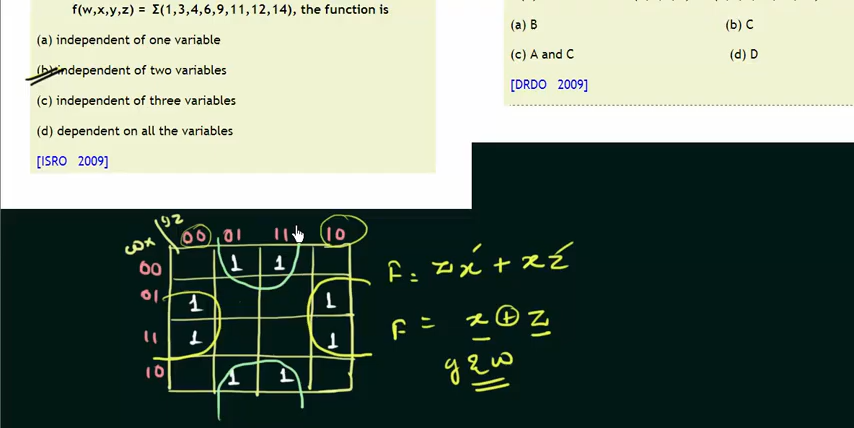 f(w,x,y,z) = Σ(1,3,4,6,9,11,12,14), the function is
(a) independent of one variable
(b) independent of two variables
(c) independent of three variables
(d) dependent on all the variables
[ISRO 2009]
(a) B
(b) C
(c) A and C
(d) D
[DRDO 2009]
yz
wx
00 01 11 10
00 1 1
01 1 1
11 1 1
10 1 1
F = zx′ + xz′
F = x ⊕ z
y & w